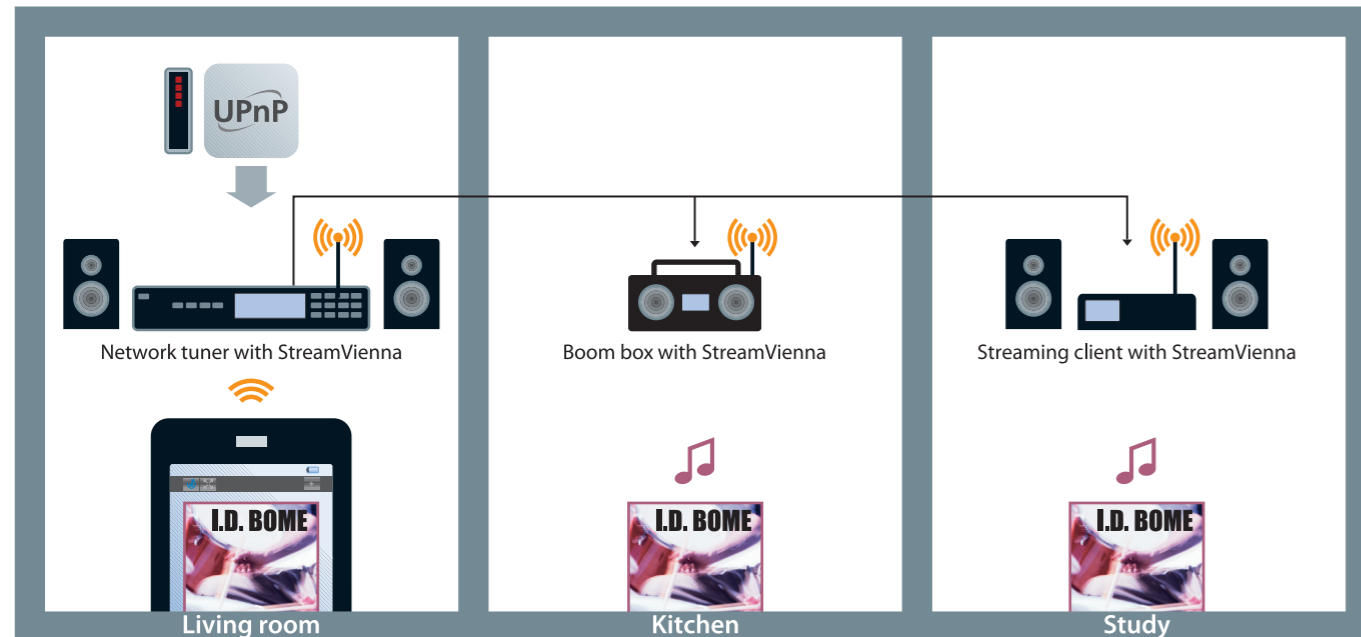 UPnP
Network tuner with StreamVienna
Boom box with StreamVienna
Streaming client with StreamVienna
I.D. BOME
I.D. BOME
I.D. BOME
Living room
Kitchen
Study